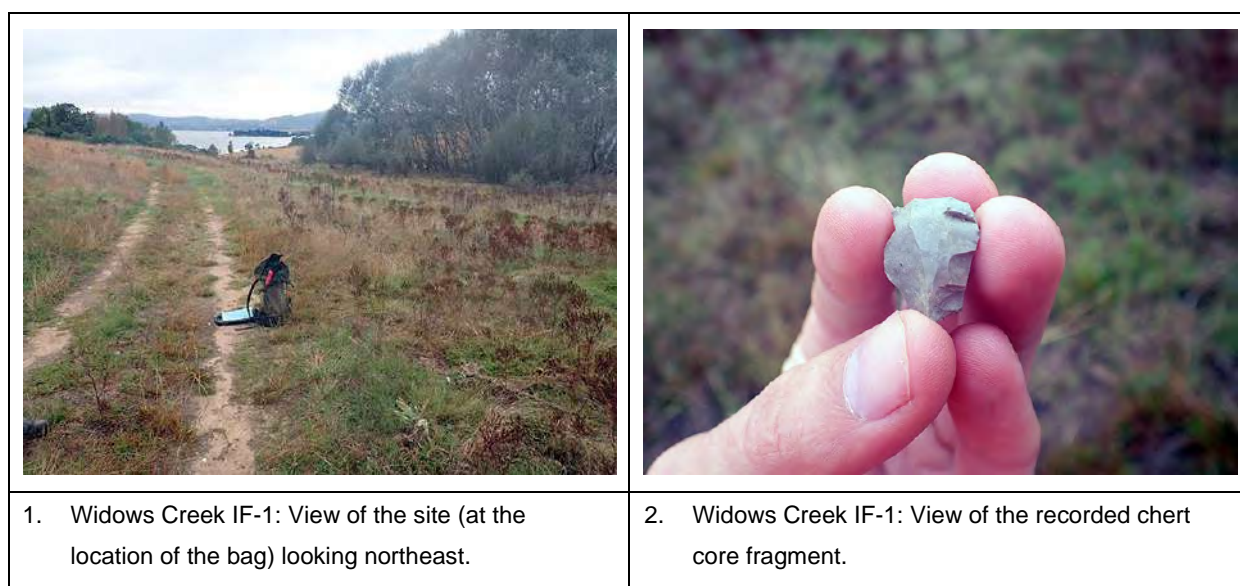 1. Widows Creek IF-1: View of the site (at the
location of the bag) looking northeast.
2. Widows Creek IF-1: View of the recorded chert
core fragment.